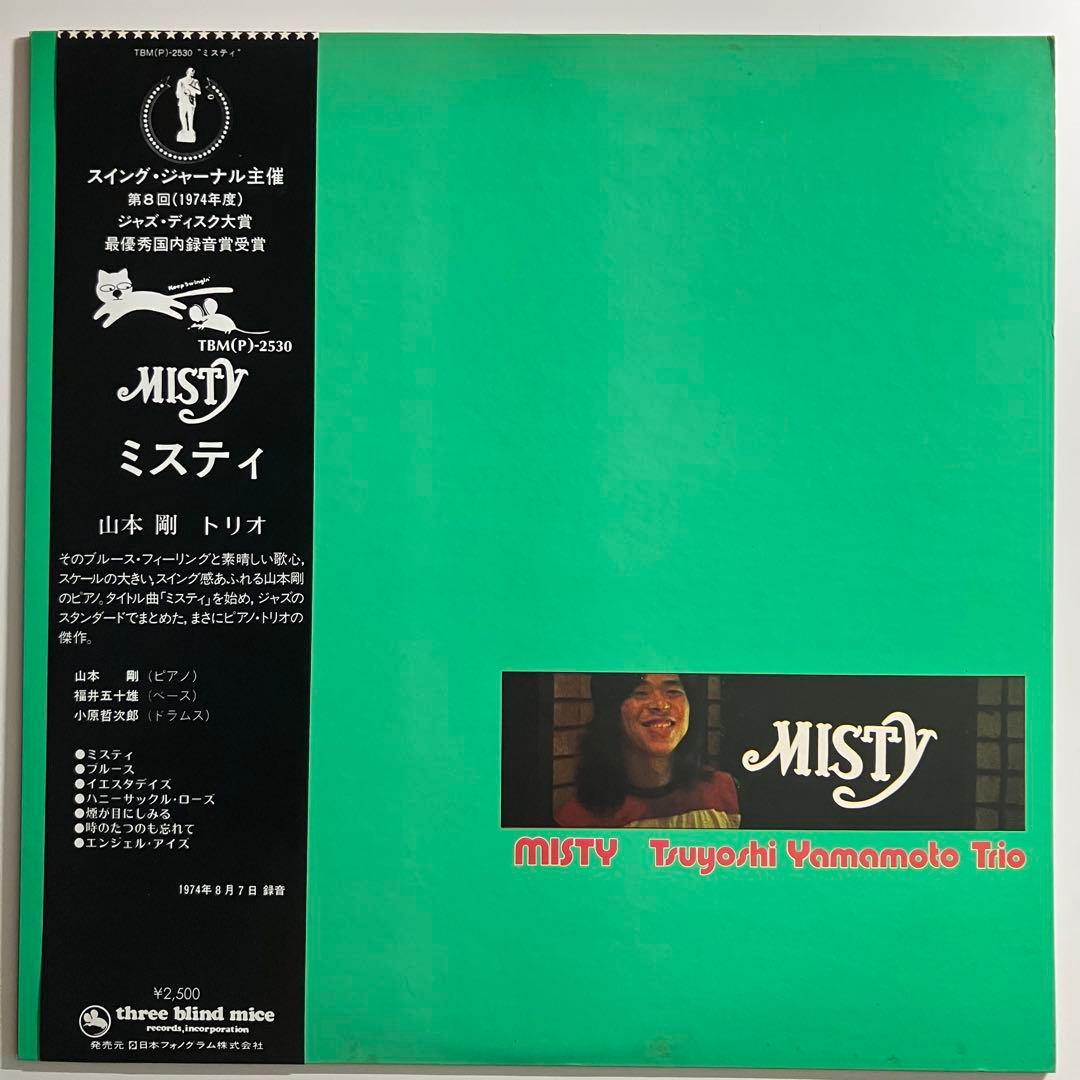 TBM(P)-2530 "ミスティ"
スイング・ジャーナル主催
第8回(1974年度)
ジャズ・ディスク大賞
最優秀国内録音賞受賞
Keep Swingin'
TBM(P)-2530
MISTY
ミスティ
山本 剛 トリオ
そのブルース・フィーリングと素晴しい歌心,
スケールの大きい,スイング感あふれる山本剛
のピアノ。タイトル曲「ミスティ」を始め,ジャズの
スタンダードでまとめた,まさにピアノ・トリオの
傑作。
山本 剛(ピアノ)
福井五十雄(ベース)
小原哲次郎(ドラムス)
●ミスティ
●ブルース
●イエスタデイズ
●ハニーサックル・ローズ
●煙が目にしみる
●時のたつのも忘れて
●エンジェル・アイズ
1974年8月7日 録音
¥2,500
three blind mice
records, incorporation
発売元 日本フォノグラム株式会社
MISTY
MISTY Tsuyoshi Yamamoto Trio